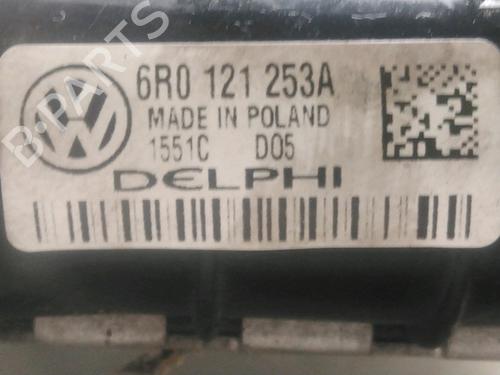 6R0 121 253A
MADE IN POLAND
1551C D05
DELPHI
B-PARTS